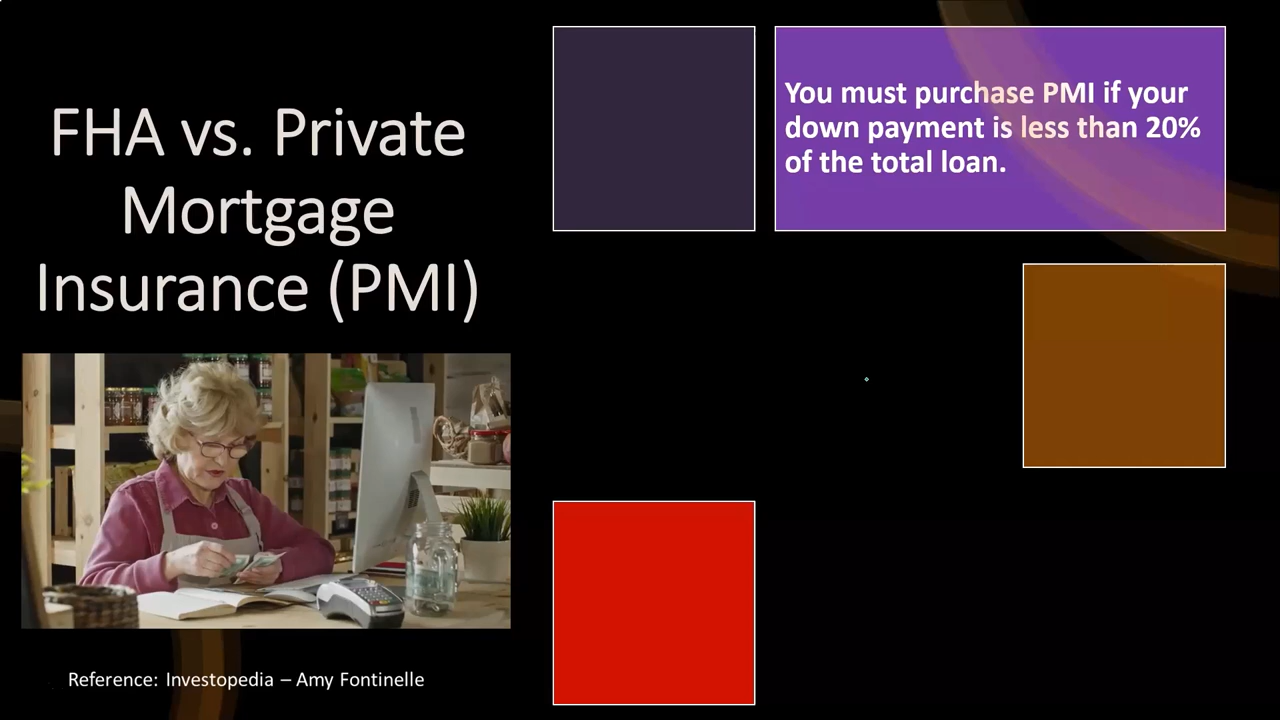 FHA vs. Private
Mortgage
Insurance (PMI)
You must purchase PMI if your
down payment is less than 20%
of the total loan.
Reference: Investopedia – Amy Fontinelle